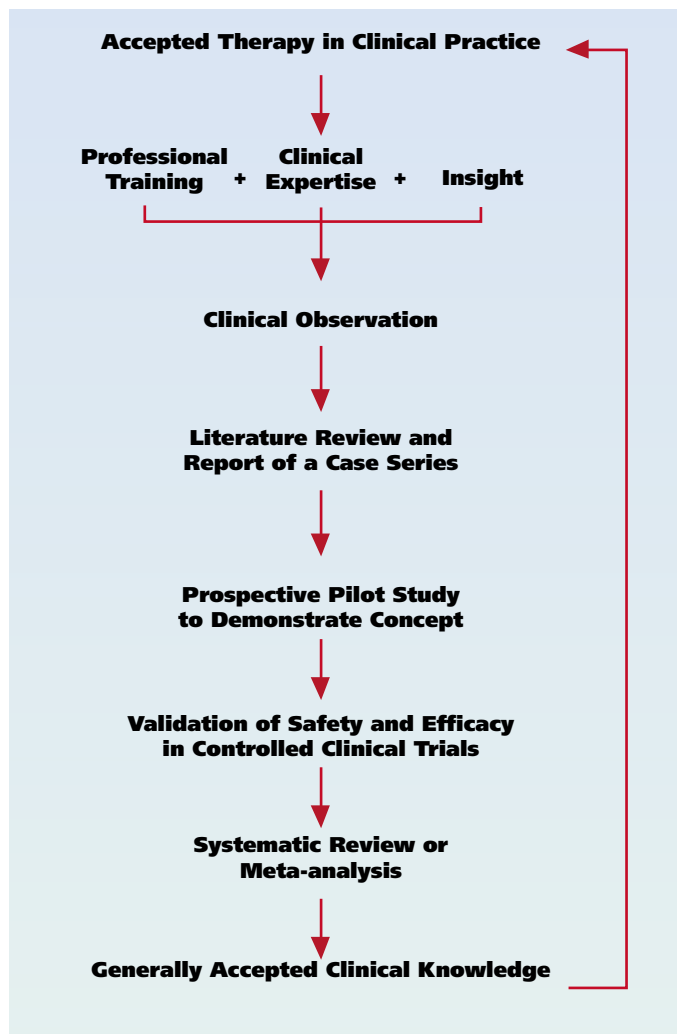 Accepted Therapy in Clinical Practice
Professional Training + Clinical Expertise + Insight
Clinical Observation
Literature Review and
Report of a Case Series
Prospective Pilot Study
to Demonstrate Concept
Validation of Safety and Efficacy
in Controlled Clinical Trials
Systematic Review or
Meta-analysis
Generally Accepted Clinical Knowledge